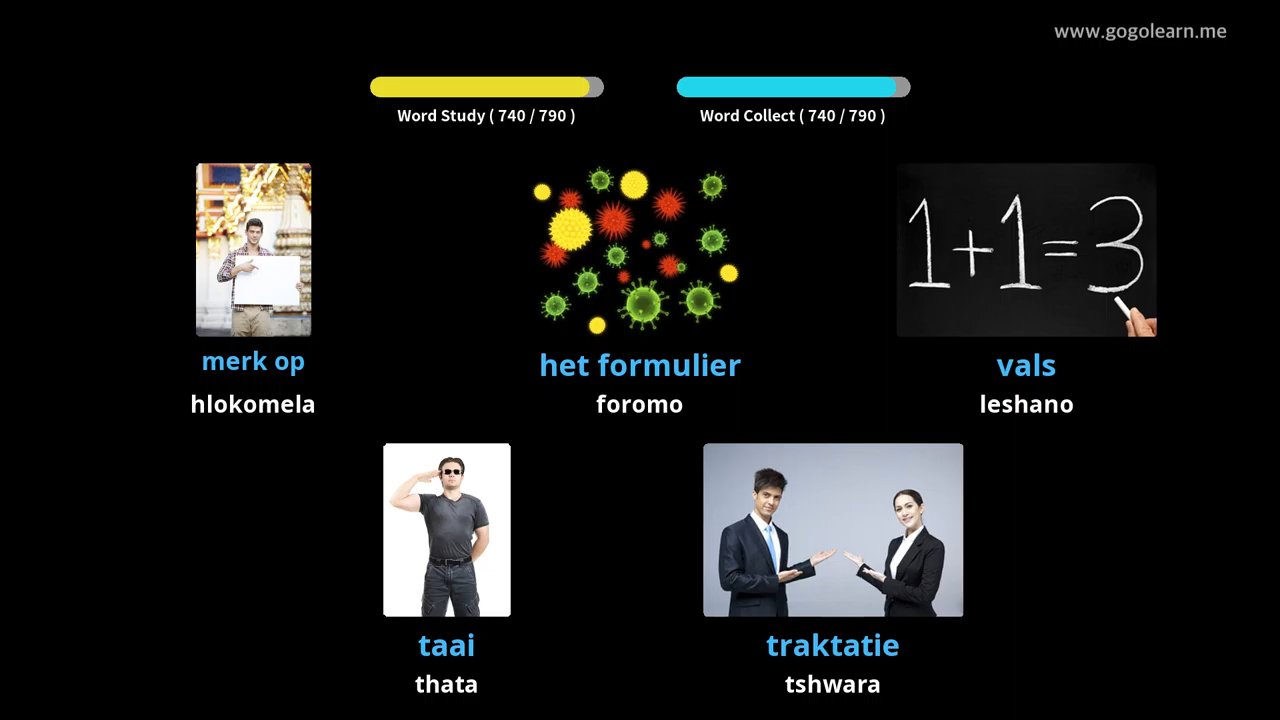 www.gogolearn.me
Word Study ( 740 / 790 )
Word Collect ( 740 / 790 )
1+1=3
merk op
het formulier
vals
hlokomela
foromo
leshano
taai
traktatie
thata
tshwara